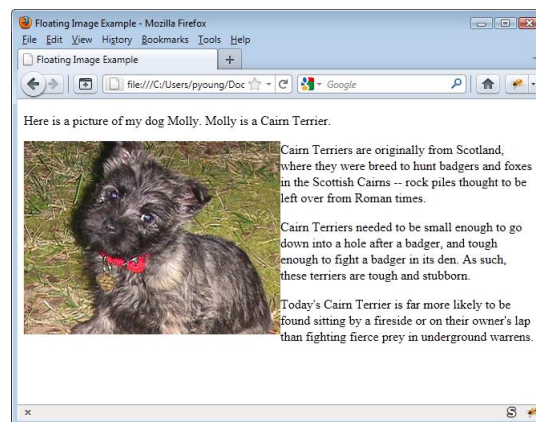 Floating Image Example - Mozilla Firefox
File Edit View History Bookmarks Tools Help
Floating Image Example +
file:///C:/Users/pyoung/Doc Google
Here is a picture of my dog Molly. Molly is a Cairn Terrier.
Cairn Terriers are originally from Scotland,
where they were breed to hunt badgers and foxes
in the Scottish Cairns -- rock piles thought to be
left over from Roman times.
Cairn Terriers needed to be small enough to go
down into a hole after a badger, and tough
enough to fight a badger in its den. As such,
these terriers are tough and stubborn.
Today's Cairn Terrier is far more likely to be
found sitting by a fireside or on their owner's lap
than fighting fierce prey in underground warrens.
x S